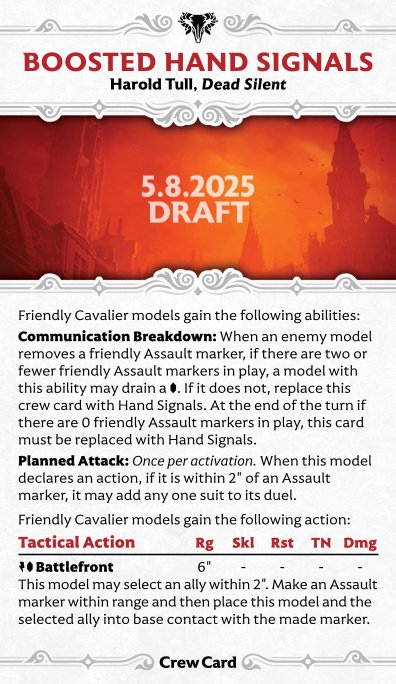 BOOSTED HAND SIGNALS
Harold Tull, Dead Silent
5.8.2025
DRAFT
Friendly Cavalier models gain the following abilities:
Communication Breakdown: When an enemy model
removes a friendly Assault marker, if there are two or
fewer friendly Assault markers in play, a model with
this ability may drain a . If it does not, replace this
crew card with Hand Signals. At the end of the turn if
there are 0 friendly Assault markers in play, this card
must be replaced with Hand Signals.
Planned Attack: Once per activation. When this model
declares an action, if it is within 2" of an Assault
marker, it may add any one suit to its duel.
Friendly Cavalier models gain the following action:
Tactical Action Rg Skl Rst TN Dmg
Battlefront 6" - - - -
This model may select an ally within 2". Make an Assault
marker within range and then place this model and the
selected ally into base contact with the made marker.
Crew Card